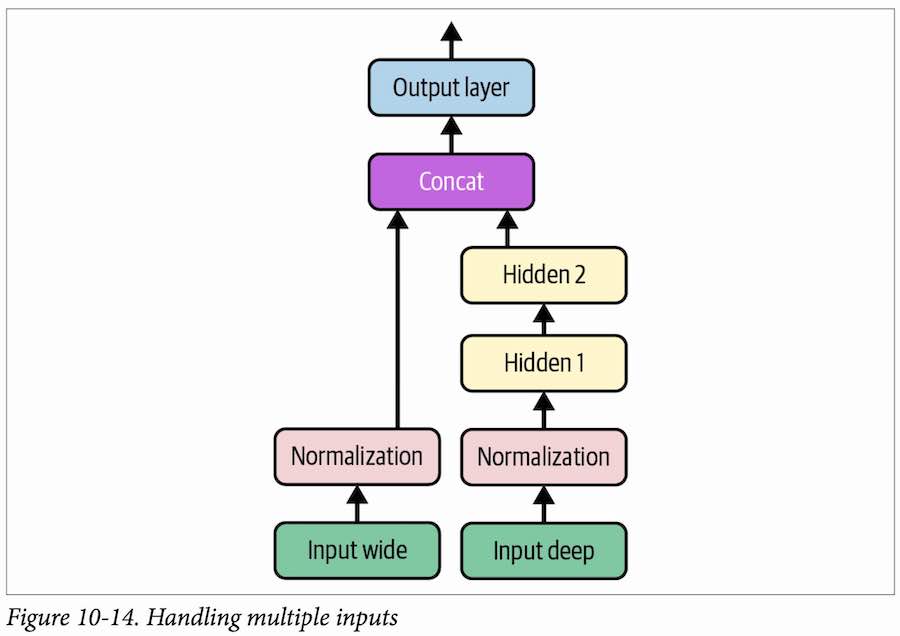 Output layer
Concat
Hidden 2
Hidden 1
Normalization Normalization
Input wide Input deep
Figure 10-14. Handling multiple inputs